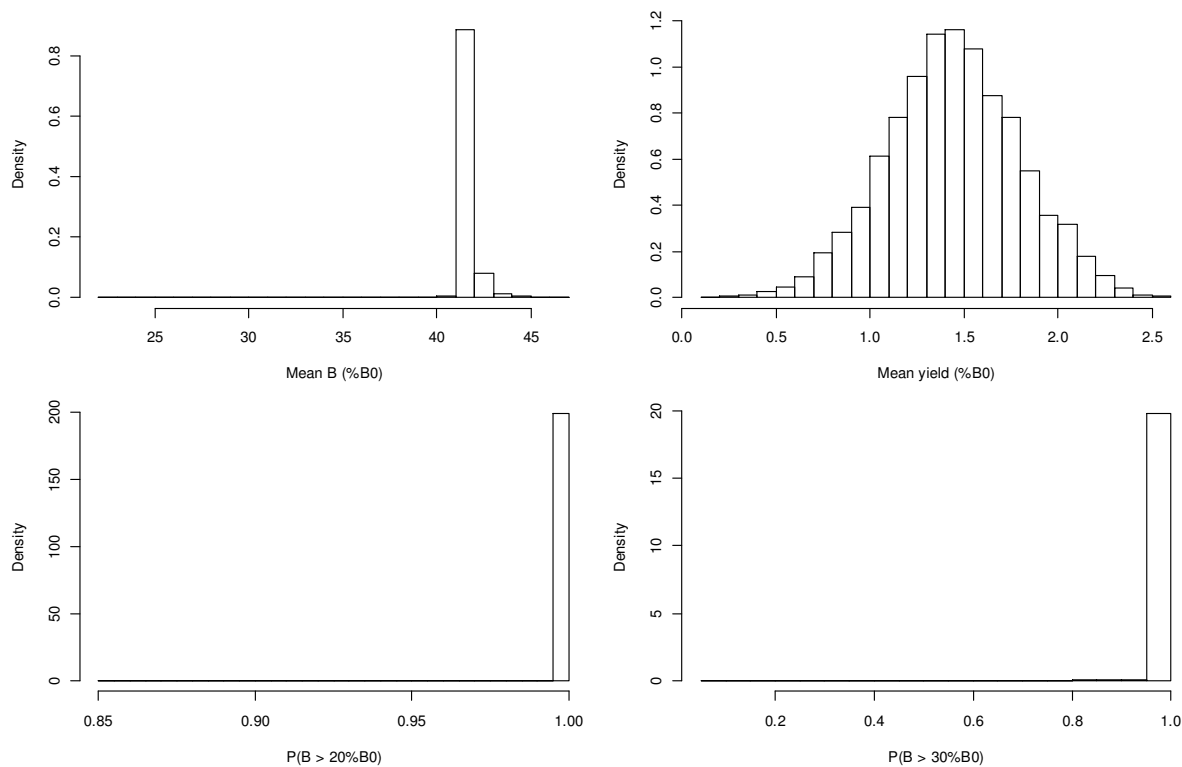 Density
0.0 0.2 0.4 0.6 0.8
25 30 35 40 45
Mean B (%B0)
Density
0.0 0.2 0.4 0.6 0.8 1.0 1.2
0.0 0.5 1.0 1.5 2.0 2.5
Mean yield (%B0)
Density
0 50 100 150 200
0.85 0.90 0.95 1.00
P(B > 20%B0)
Density
0 5 10 15 20
0.2 0.4 0.6 0.8 1.0
P(B > 30%B0)